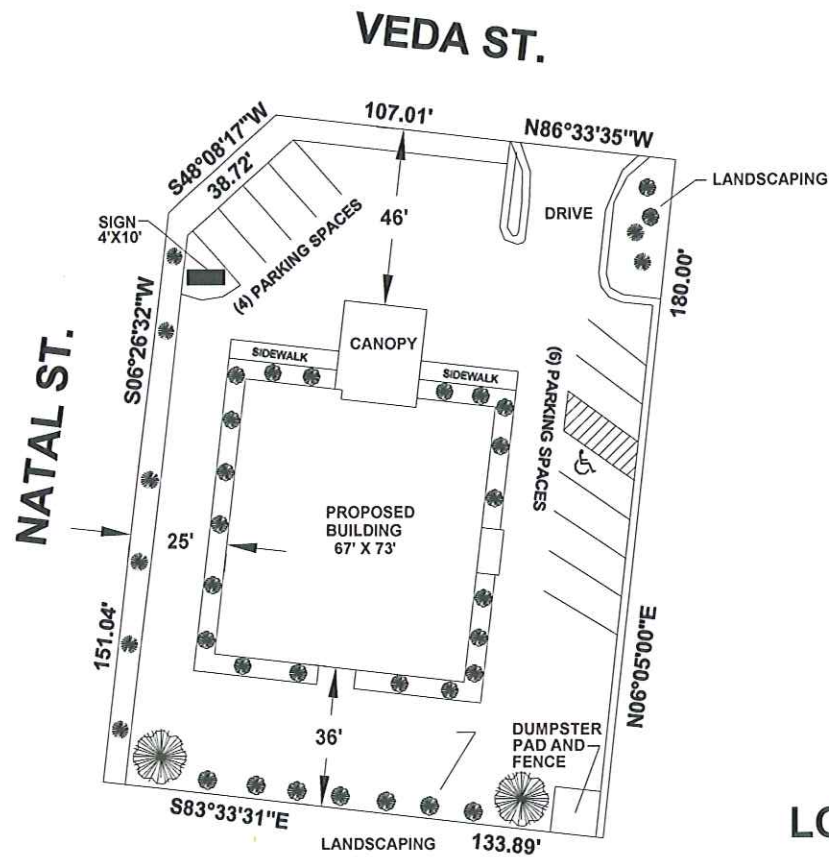 VEDA ST.
107.01'
N86°33'35"W
S48°08'17"W
38.72'
LANDSCAPING
SIGN
4'X10'
46'
DRIVE
(4) PARKING SPACES
180.00'
S06°26'32"W
CANOPY
SIDEWALK
SIDEWALK
(6) PARKING SPACES
NATAL ST.
PROPOSED
BUILDING
67' X 73'
25'
151.04'
N06°05'00"E
36'
DUMPSTER
PAD AND
FENCE
S83°33'31"E
LANDSCAPING
133.89'